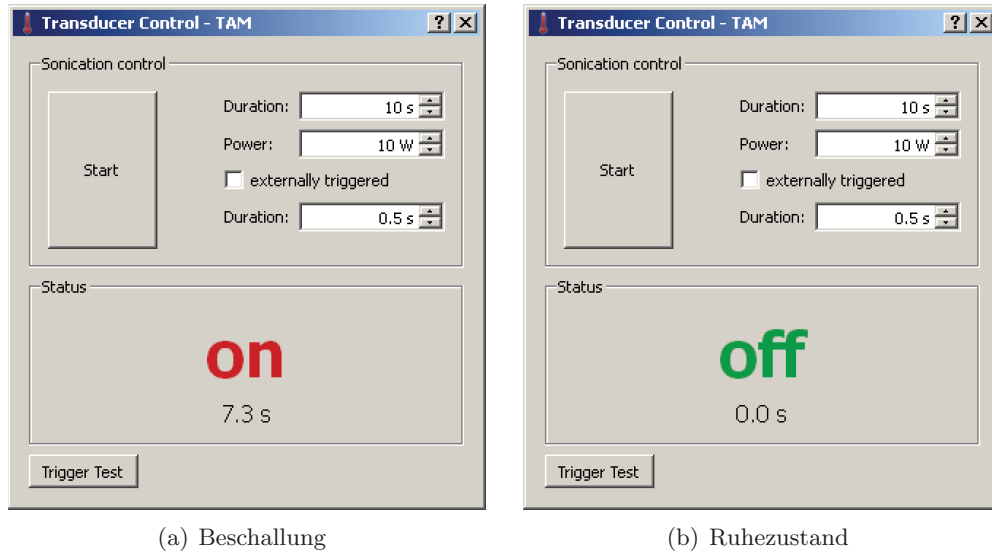 Transducer Control - TAM
Sonication control
Start
Duration: 10 s
Power: 10 W
externally triggered
Duration: 0.5 s
Status
on
7.3 s
Trigger Test
(a) Beschallung
Transducer Control - TAM
Sonication control
Start
Duration: 10 s
Power: 10 W
externally triggered
Duration: 0.5 s
Status
off
0.0 s
Trigger Test
(b) Ruhezustand